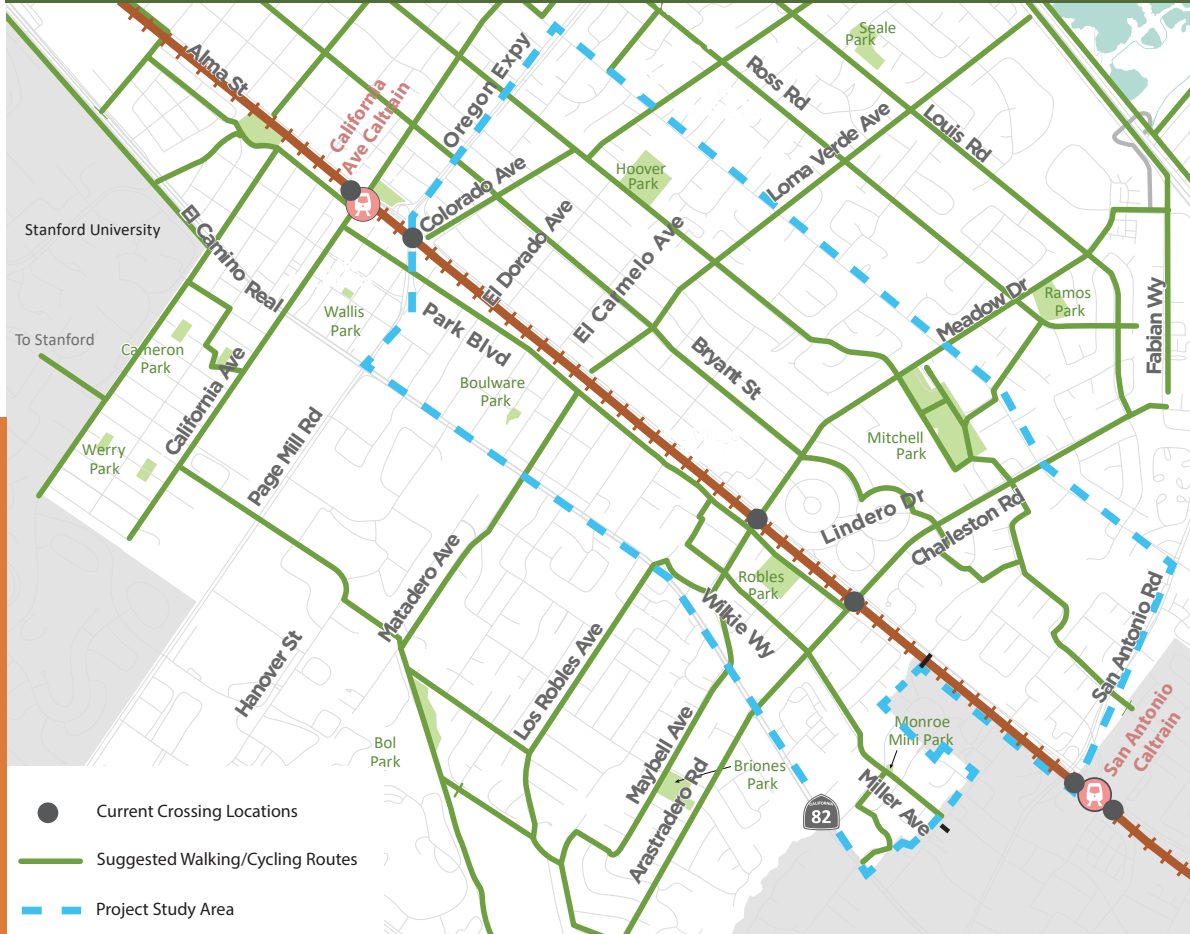 Seale
Park
Alma St
Oregon Expy
Ross Rd
California
Ave Caltrain
Louis Rd
Loma Verde Ave
Hoover
Park
Colorado Ave
Stanford University
El Camino Real
El Dorado Ave
El Carmelo Ave
Meadow Dr
Ramos
Park
Fabian Wy
Wallis
Park
Park Blvd
To Stanford
Cameron
Park
California Ave
Bryant St
Boulware
Park
Mitchell
Park
Werry
Park
Page Mill Rd
Lindero Dr
Charleston Rd
Matadero Ave
Robles
Park
Wilkie Wy
San Antonio Rd
Hanover St
Los Robles Ave
San Antonio
Caltrain
Bol
Park
Maybell Ave
Monroe
Mini Park
Briones
Park
Arastradero Rd
Miller Ave
CALIFORNIA
82
Current Crossing Locations
Suggested Walking/Cycling Routes
Project Study Area